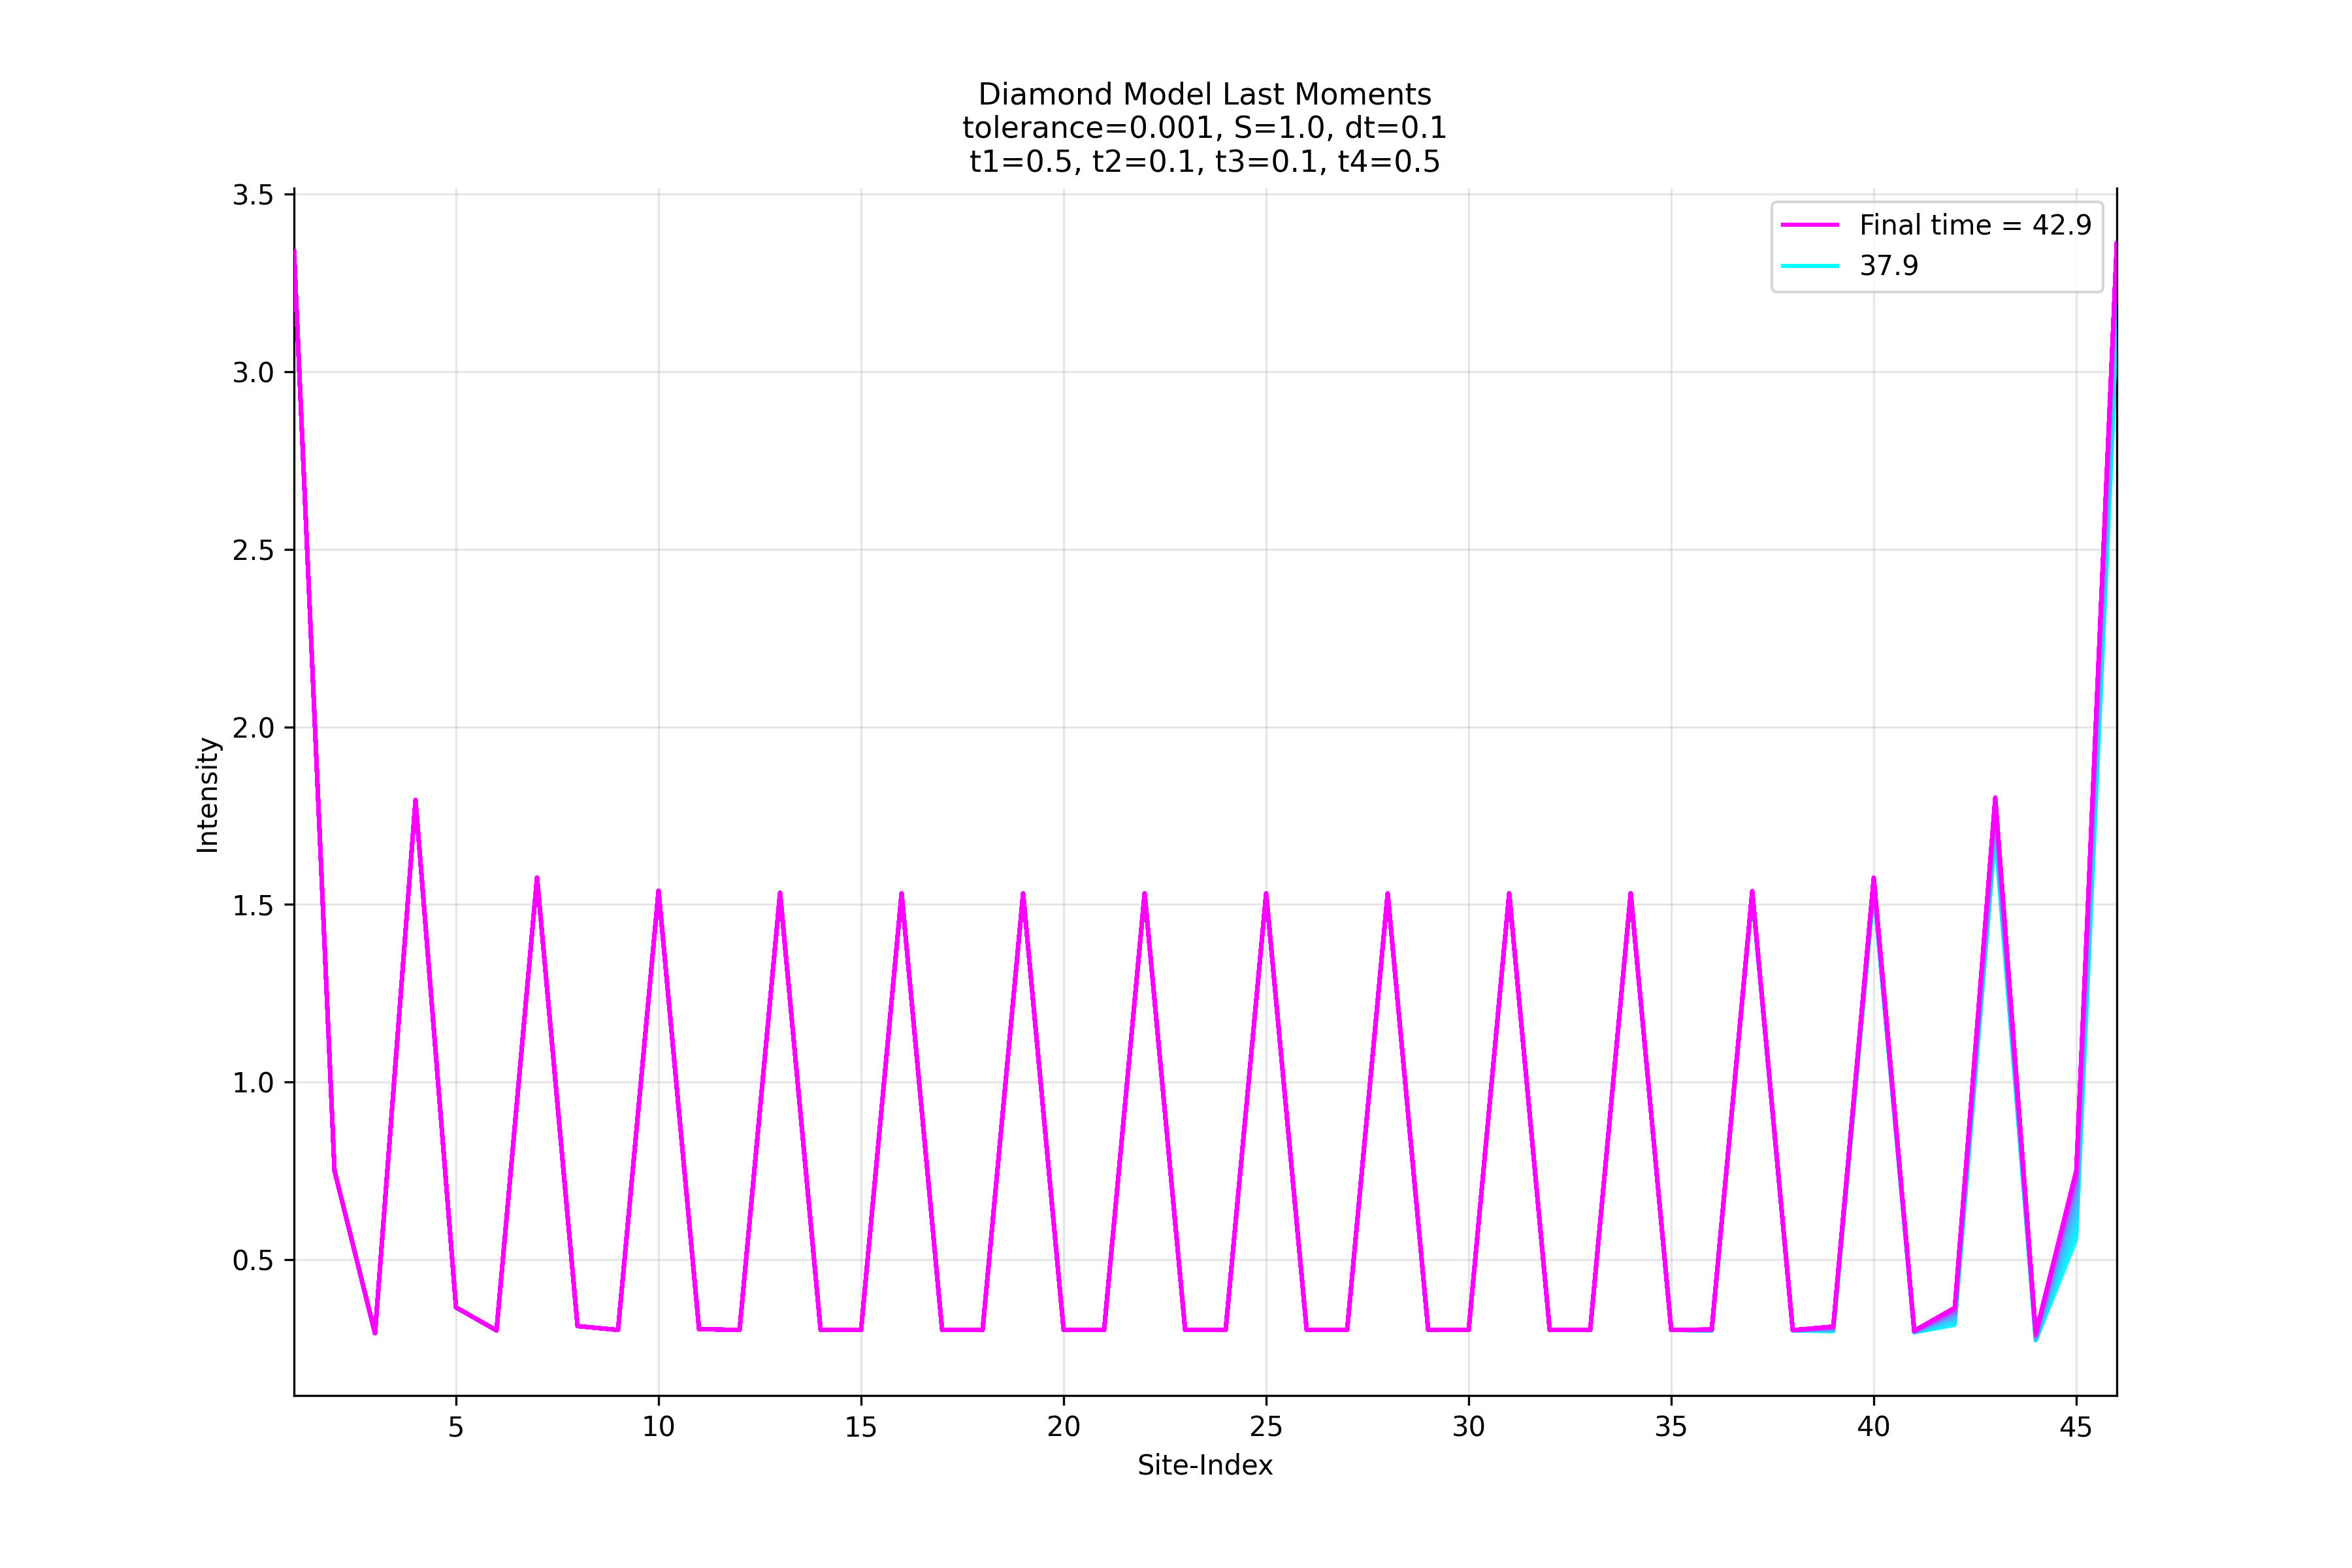 Diamond Model Last Moments
tolerance=0.001, S=1.0, dt=0.1
t1=0.5, t2=0.1, t3=0.1, t4=0.5
Final time = 42.9
37.9
3.5
3.0
2.5
2.0
1.5
1.0
0.5
Intensity
5 10 15 20 25 30 35 40 45
Site-Index